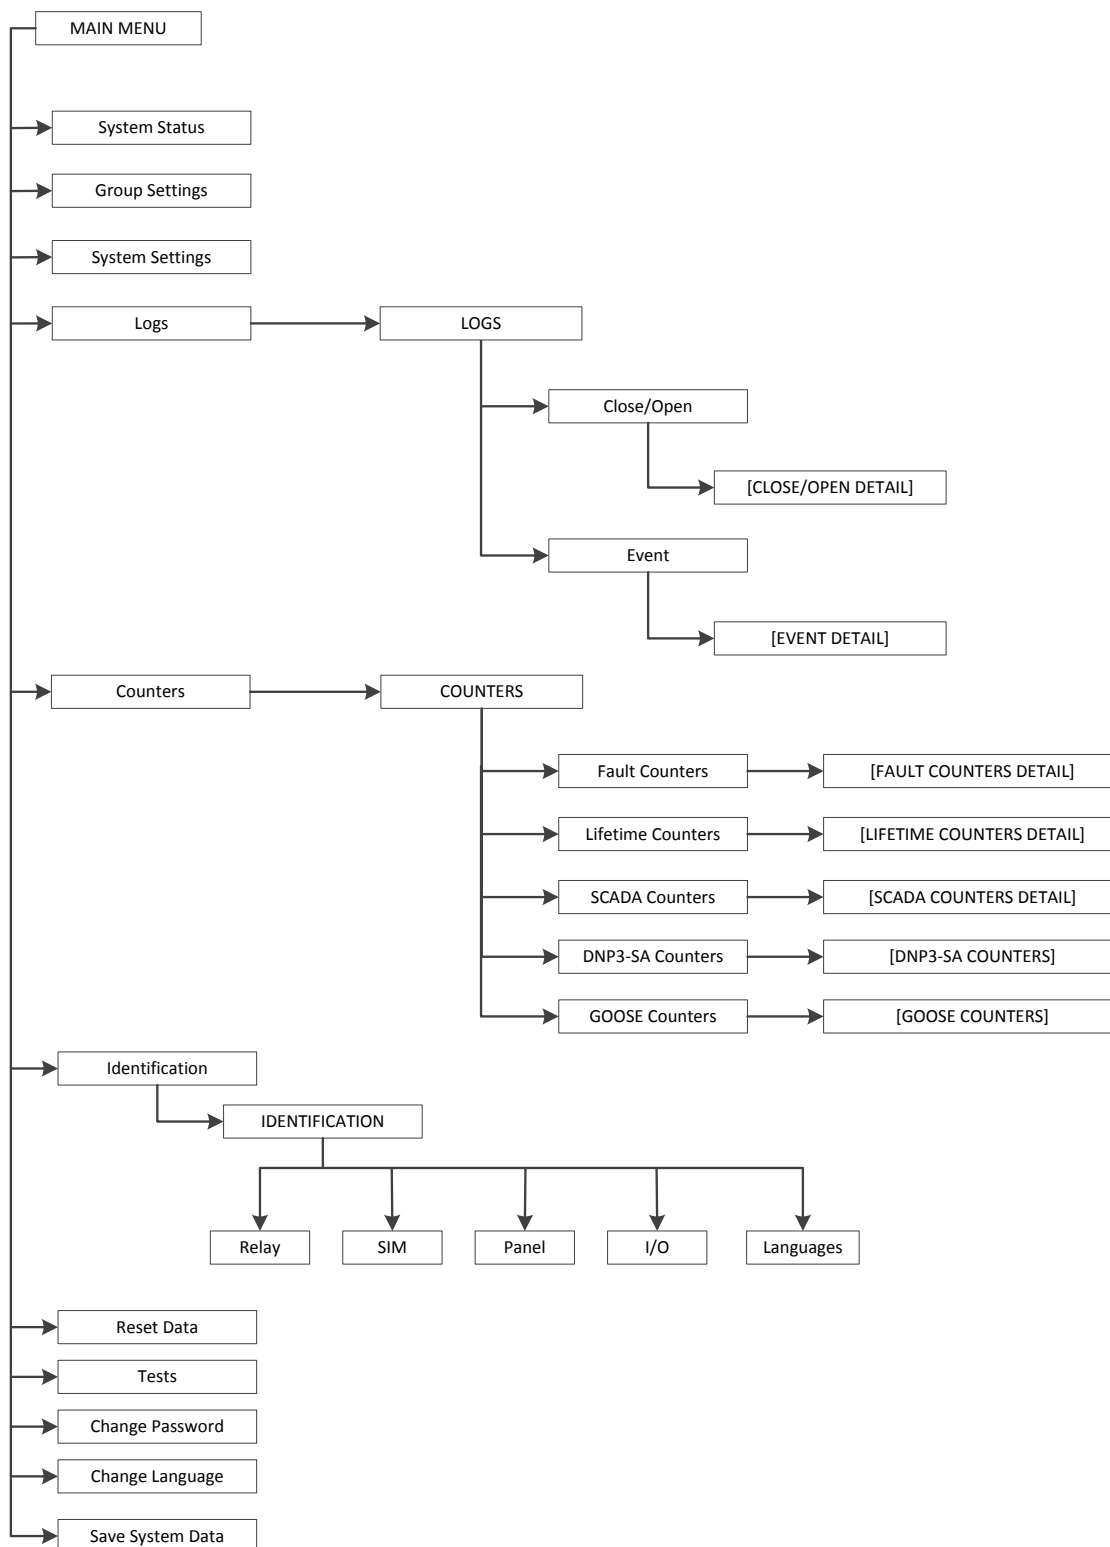 MAIN MENU
System Status
Group Settings
System Settings
Logs
LOGS
Close/Open
[CLOSE/OPEN DETAIL]
Event
[EVENT DETAIL]
Counters
COUNTERS
Fault Counters
[FAULT COUNTERS DETAIL]
Lifetime Counters
[LIFETIME COUNTERS DETAIL]
SCADA Counters
[SCADA COUNTERS DETAIL]
DNP3-SA Counters
[DNP3-SA COUNTERS]
GOOSE Counters
[GOOSE COUNTERS]
Identification
IDENTIFICATION
Relay
SIM
Panel
I/O
Languages
Reset Data
Tests
Change Password
Change Language
Save System Data